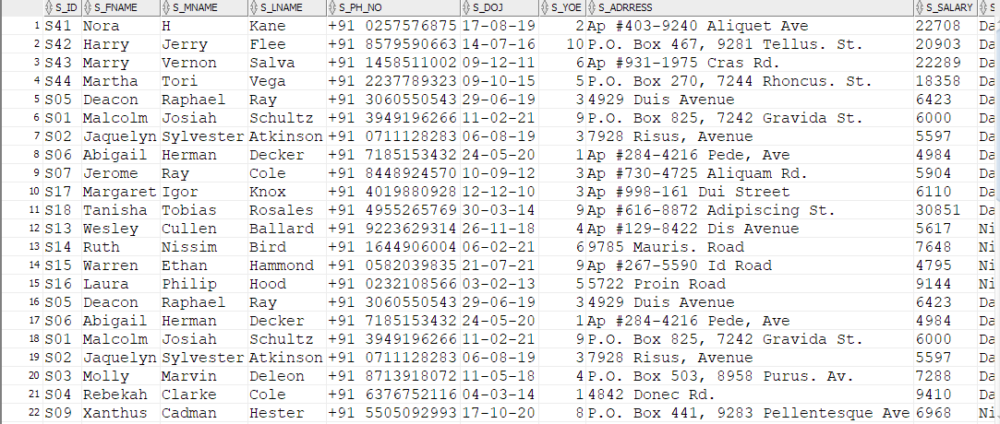 S_ID S_FNAME S_MNAME S_LNAME S_PH_NO S_DOJ S_YOE S_ADRRESS S_SALARY S
1 S41 Nora H Kane +91 0257576875 17-08-19 2 Ap #403-9240 Aliquet Ave 22708 Da
2 S42 Harry Jerry Flee +91 8579590663 14-07-16 10 P.O. Box 467, 9281 Tellus. St. 20903 Da
3 S43 Marry Vernon Salva +91 1458511002 09-12-11 6 Ap #931-1975 Cras Rd. 22289 Da
4 S44 Martha Tori Vega +91 2237789323 09-10-15 5 P.O. Box 270, 7244 Rhoncus. St. 18358 Da
5 S05 Deacon Raphael Ray +91 3060550543 29-06-19 3 4929 Duis Avenue 6423 Da
6 S01 Malcolm Josiah Schultz +91 3949196266 11-02-21 9 P.O. Box 825, 7242 Gravida St. 6000 Da
7 S02 Jaquelyn Sylvester Atkinson +91 0711128283 06-08-19 3 7928 Risus, Avenue 5597 Da
8 S06 Abigail Herman Decker +91 7185153432 24-05-20 1 Ap #284-4216 Pede, Ave 4984 Da
9 S07 Jerome Ray Cole +91 8448924570 10-09-12 3 Ap #730-4725 Aliquam Rd. 5904 Da
10 S17 Margaret Igor Knox +91 4019880928 12-12-10 3 Ap #998-161 Dui Street 6110 Da
11 S18 Tanisha Tobias Rosales +91 4955265769 30-03-14 9 Ap #616-8872 Adipiscing St. 30851 Da
12 S13 Wesley Cullen Ballard +91 9223629314 26-11-18 4 Ap #129-8422 Dis Avenue 5617 Ni
13 S14 Ruth Nissim Bird +91 1644906004 06-02-21 6 9785 Mauris. Road 7648 Ni
14 S15 Warren Ethan Hammond +91 0582039835 21-07-21 9 Ap #267-5590 Id Road 4795 Ni
15 S16 Laura Philip Hood +91 0232108566 03-02-13 5 5722 Proin Road 9144 Ni
16 S05 Deacon Raphael Ray +91 3060550543 29-06-19 3 4929 Duis Avenue 6423 Da
17 S06 Abigail Herman Decker +91 7185153432 24-05-20 1 Ap #284-4216 Pede, Ave 4984 Da
18 S01 Malcolm Josiah Schultz +91 3949196266 11-02-21 9 P.O. Box 825, 7242 Gravida St. 6000 Da
19 S02 Jaquelyn Sylvester Atkinson +91 0711128283 06-08-19 3 7928 Risus, Avenue 5597 Da
20 S03 Molly Marvin Deleon +91 8713918072 11-05-18 4 P.O. Box 503, 8958 Purus. Av. 7288 Da
21 S04 Rebekah Clarke Cole +91 6376752116 04-03-14 1 4842 Donec Rd. 9410 Da
22 S09 Xanthus Cadman Hester +91 5505092993 17-10-20 8 P.O. Box 441, 9283 Pellentesque Ave 6968 Ni